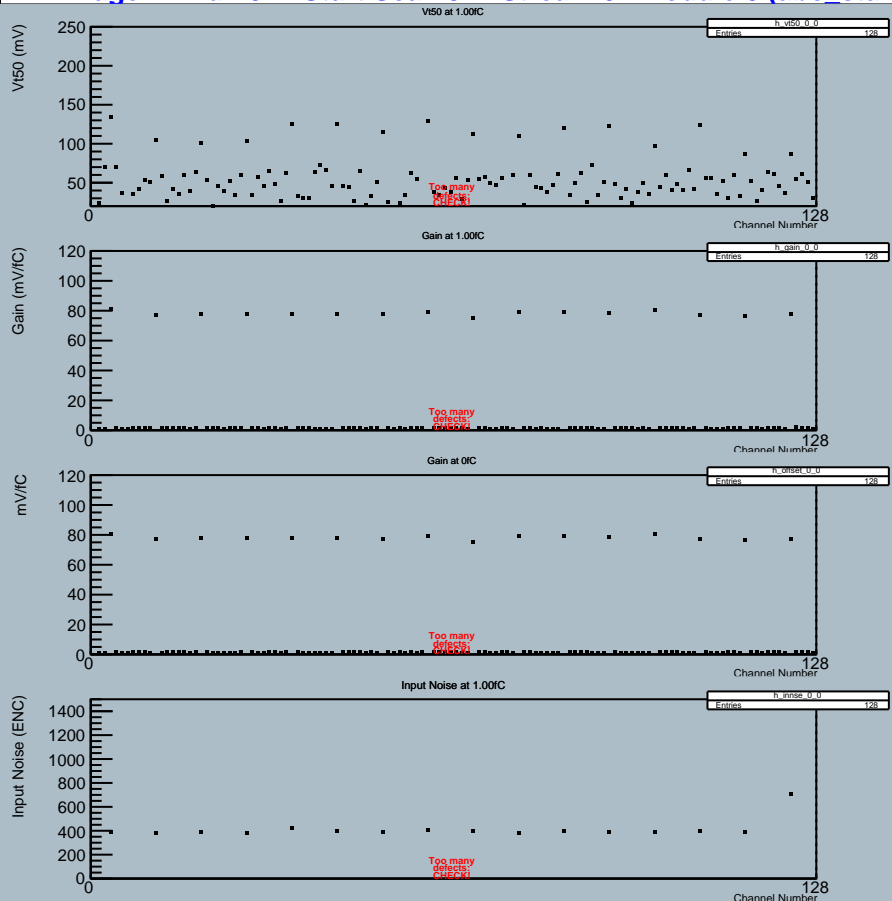 Vt50 at 1.00fC
h_vt50_0_0
Entries 128
Vt50 (mV)
250
200
150
100
50
Too many
defects:
CHECK!
0
128
Channel Number
Gain at 1.00fC
h_gain_0_0
Entries 128
Gain (mV/fC)
120
100
80
60
40
20
0
Too many
defects:
CHECK!
0
128
Channel Number
Gain at 0fC
h_offset_0_0
Entries 128
mV/fC
120
100
80
60
40
20
0
Too many
defects:
CHECK!
0
128
Channel Number
Input Noise at 1.00fC
h_innse_0_0
Entries 128
Input Noise (ENC)
1400
1200
1000
800
600
400
200
0
Too many
defects:
CHECK!
0
128
Channel Number